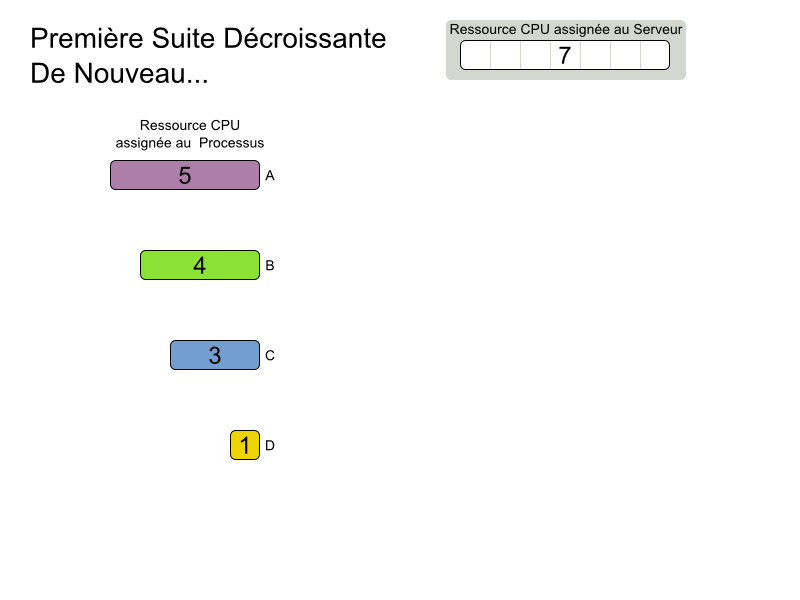 Première Suite Décroissante
De Nouveau...
Ressource CPU assignée au Serveur
7
Ressource CPU
assignée au  Processus
5 A
4 B
3 C
1 D